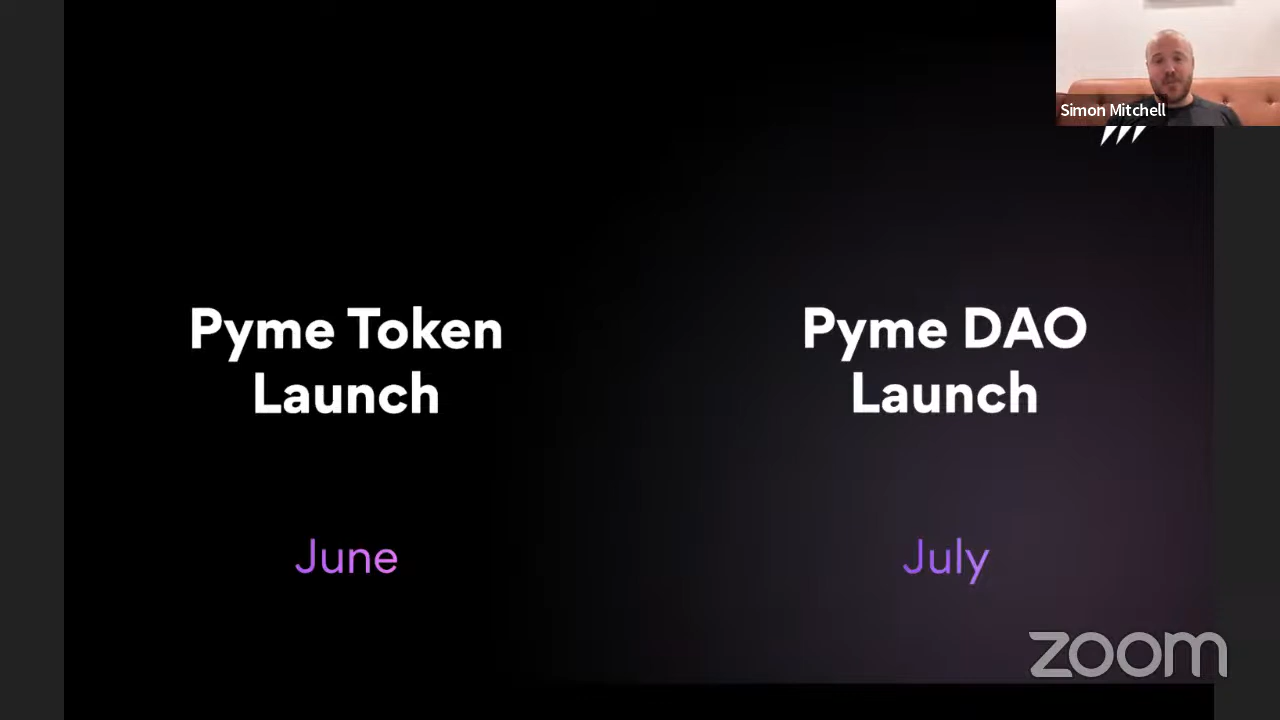 Simon Mitchell
Pyme Token
Launch
Pyme DAO
Launch
June
July
zoom